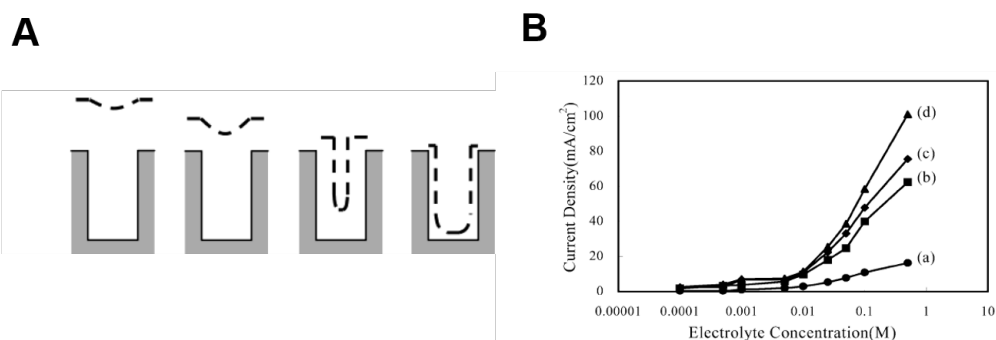 A
B
120
100
80
60
40
20
0
Current Density(mA/cm²)
(d)
(c)
(b)
(a)
0.00001 0.0001 0.001 0.01 0.1 1 10
Electrolyte Concentration(M)